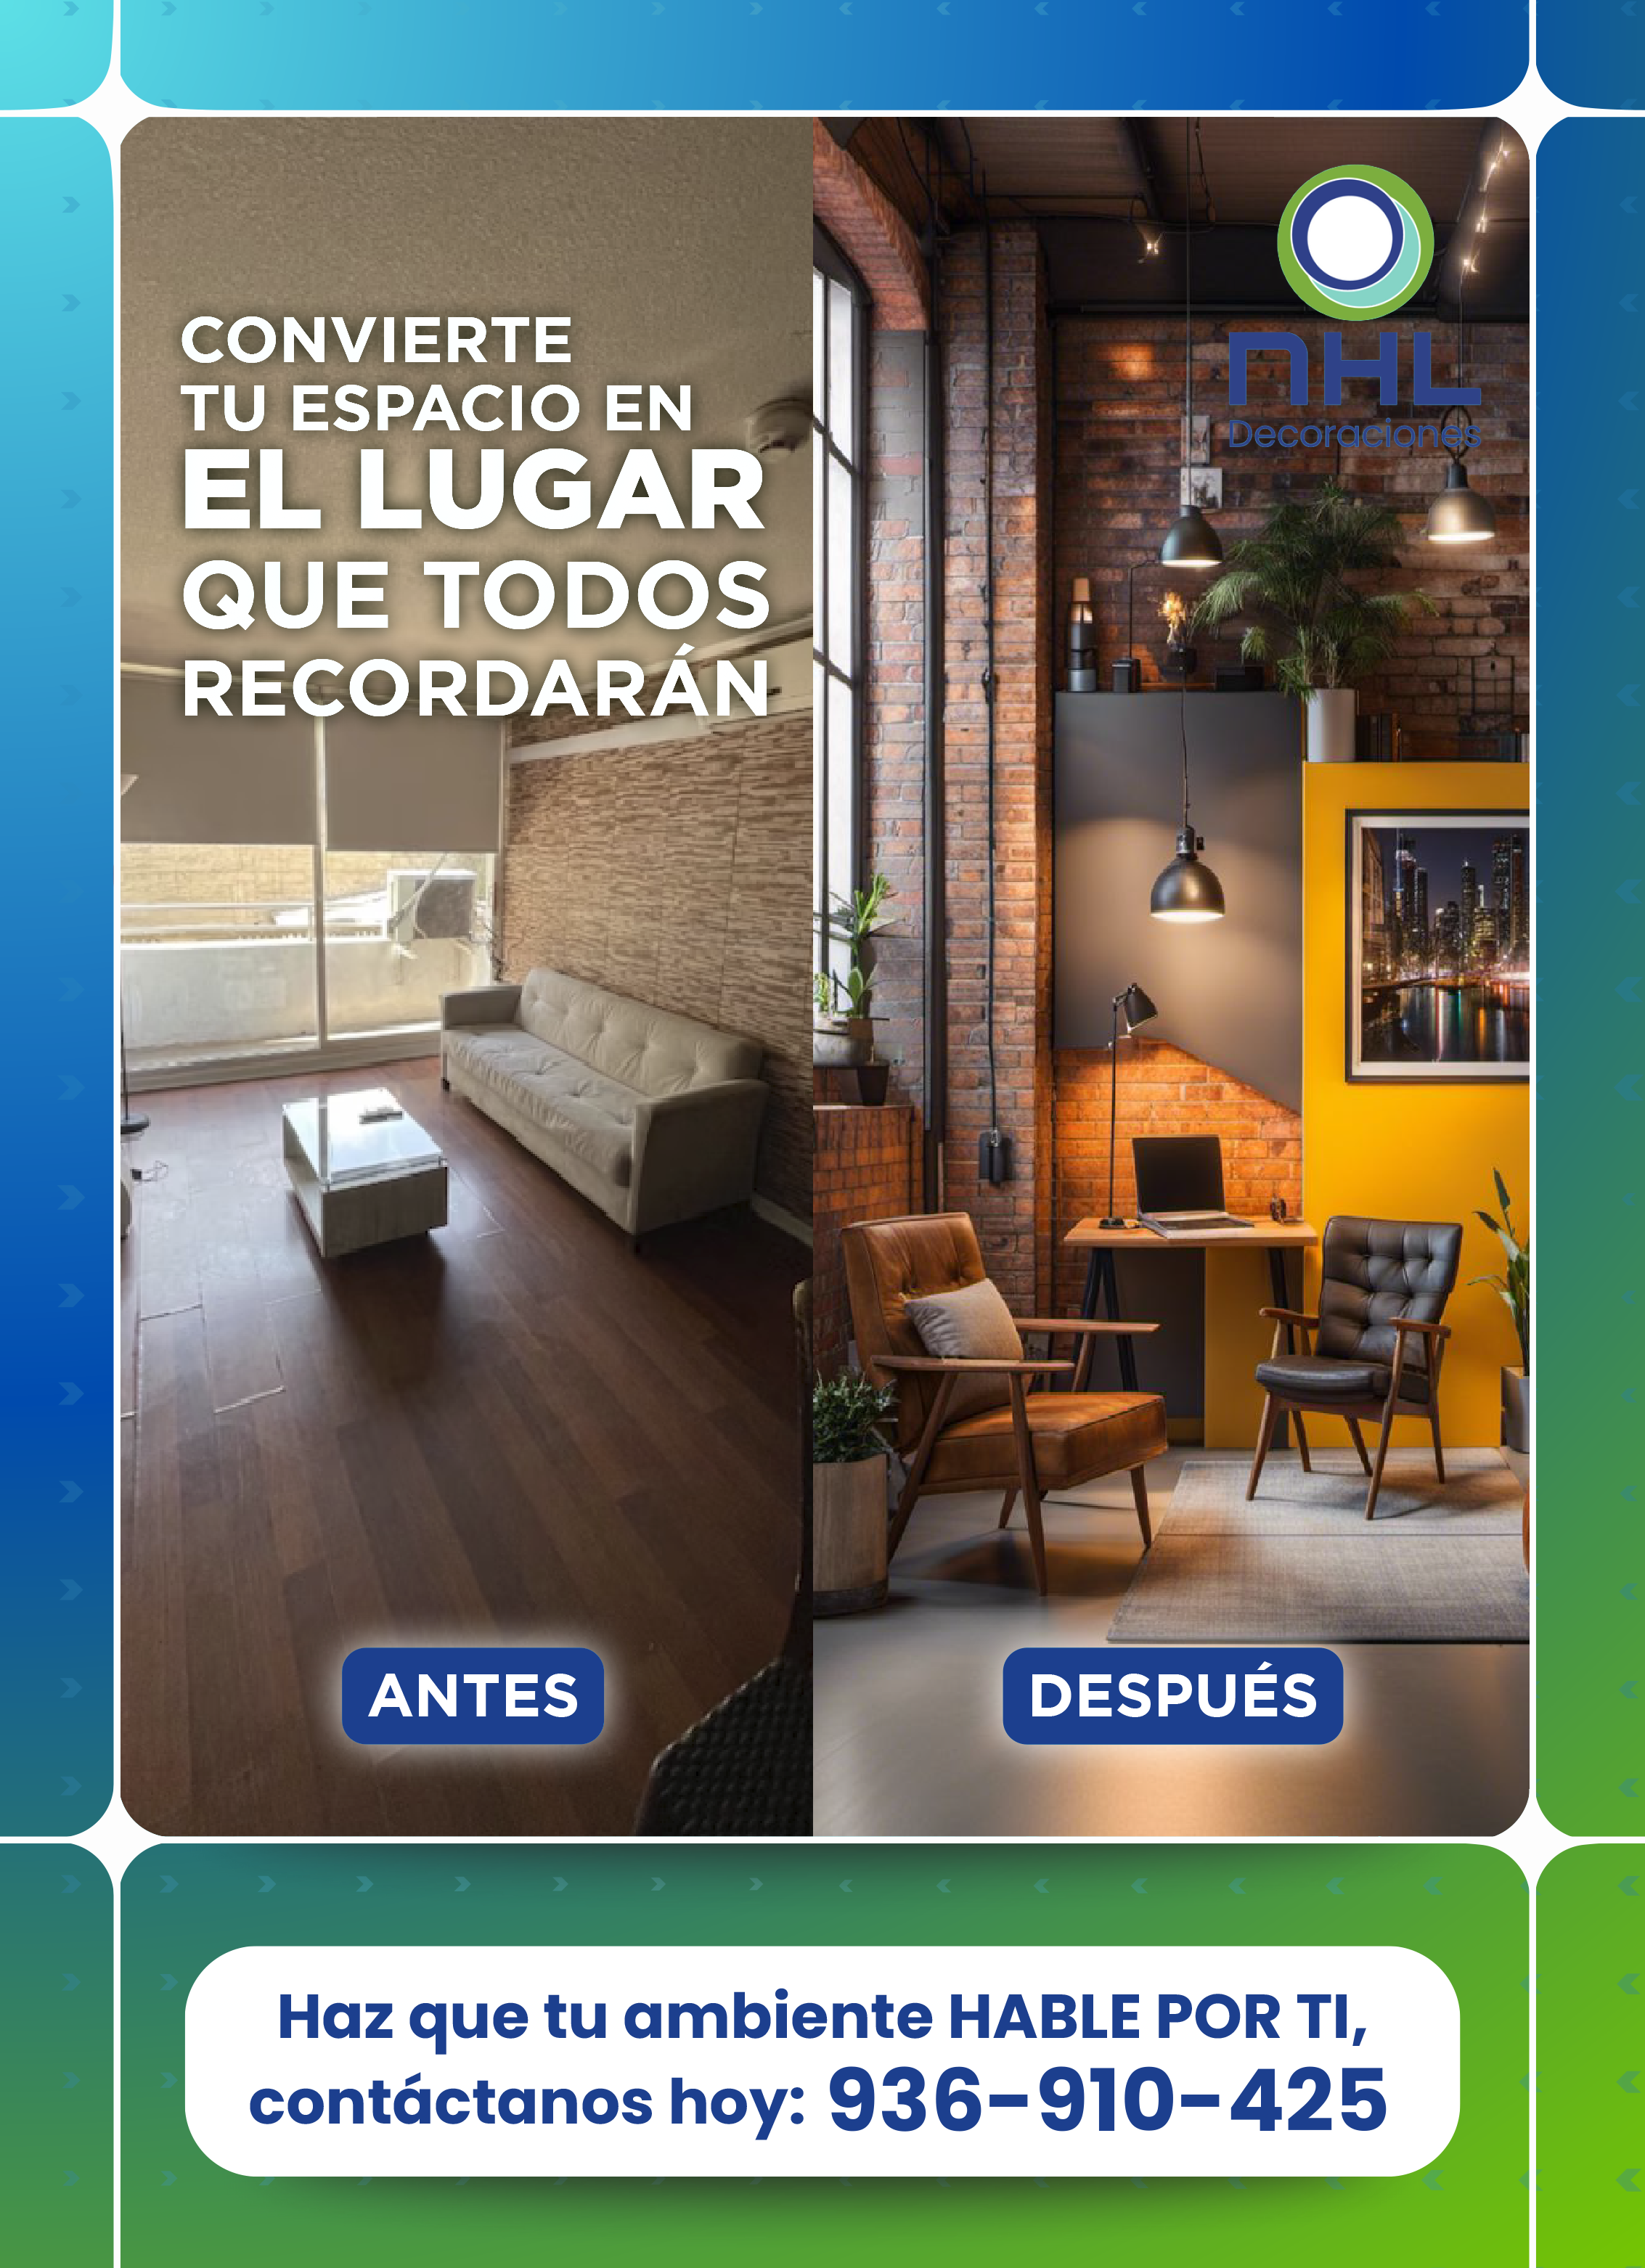 CONVIERTE
TU ESPACIO EN
EL LUGAR
QUE TODOS
RECORDARÁN
NHL
Decoraciones
ANTES
DESPUÉS
Haz que tu ambiente HABLE POR TI,
contáctanos hoy: 936-910-425